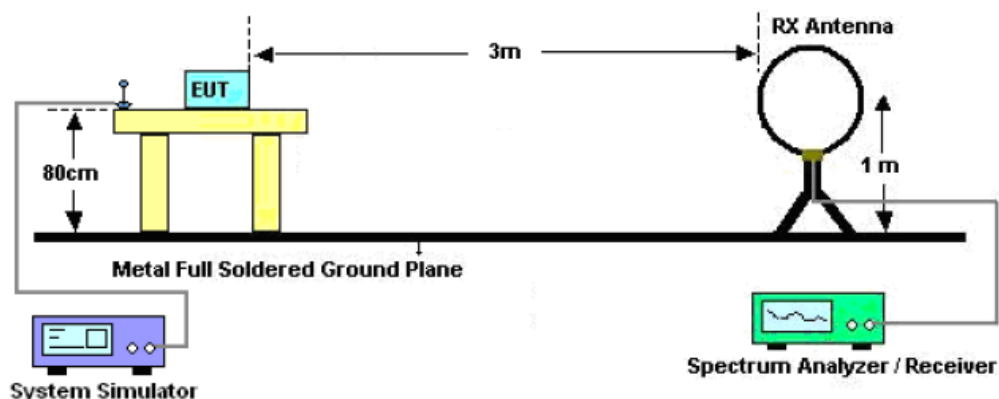 RX Antenna
3m
EUT
80cm
1 m
Metal Full Soldered Ground Plane
Spectrum Analyzer / Receiver
System Simulator